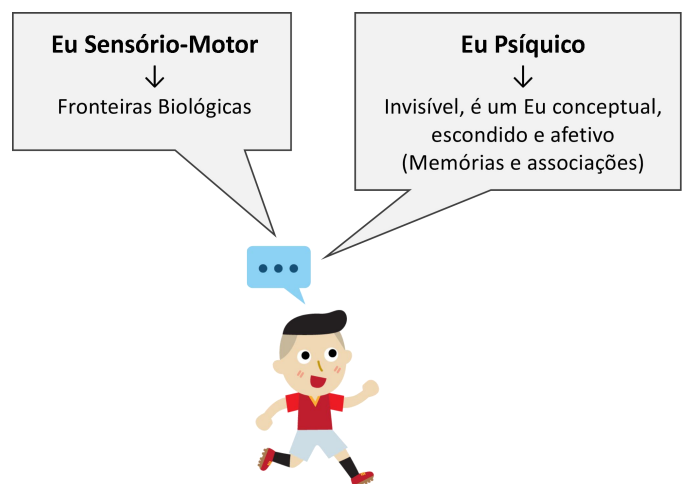 Eu Sensório-Motor
↓
Fronteiras Biológicas
Eu Psíquico
↓
Invisível, é um Eu conceptual,
escondido e afetivo
(Memórias e associações)